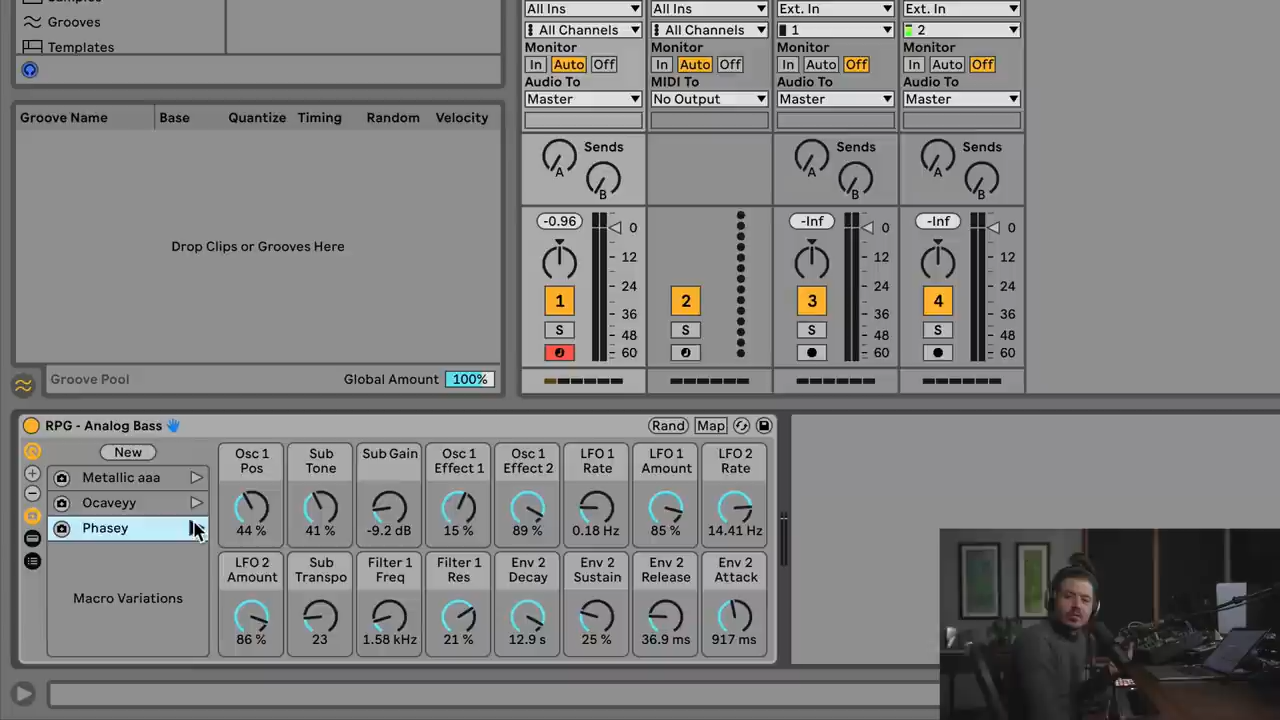 Samples
Grooves
Templates
All Ins
All Ins
Ext. In
Ext. In
All Channels
All Channels
1
2
Monitor
Monitor
Monitor
Monitor
In Auto Off
In Auto Off
In Auto Off
In Auto Off
Audio To
MIDI To
Audio To
Audio To
Master
No Output
Master
Master
Groove Name Base Quantize Timing Random Velocity
Drop Clips or Grooves Here
Groove Pool
Global Amount 100%
Sends
A
B
Sends
A
B
Sends
A
B
-0.96
0
12
24
36
48
60
1
S
2
S
-Inf
0
12
24
36
48
60
3
S
-Inf
0
12
24
36
48
60
4
S
RPG - Analog Bass
Rand Map
New
Metallic aaa
Ocaveyy
Phasey
Macro Variations
Osc 1
Pos
44 %
Sub
Tone
41 %
Sub Gain
-9.2 dB
Osc 1
Effect 1
15 %
Osc 1
Effect 2
89 %
LFO 1
Rate
0.18 Hz
LFO 1
Amount
85 %
LFO 2
Rate
14.41 Hz
LFO 2
Amount
86 %
Sub
Transpo
23
Filter 1
Freq
1.58 kHz
Filter 1
Res
21 %
Env 2
Decay
12.9 s
Env 2
Sustain
25 %
Env 2
Release
36.9 ms
Env 2
Attack
917 ms